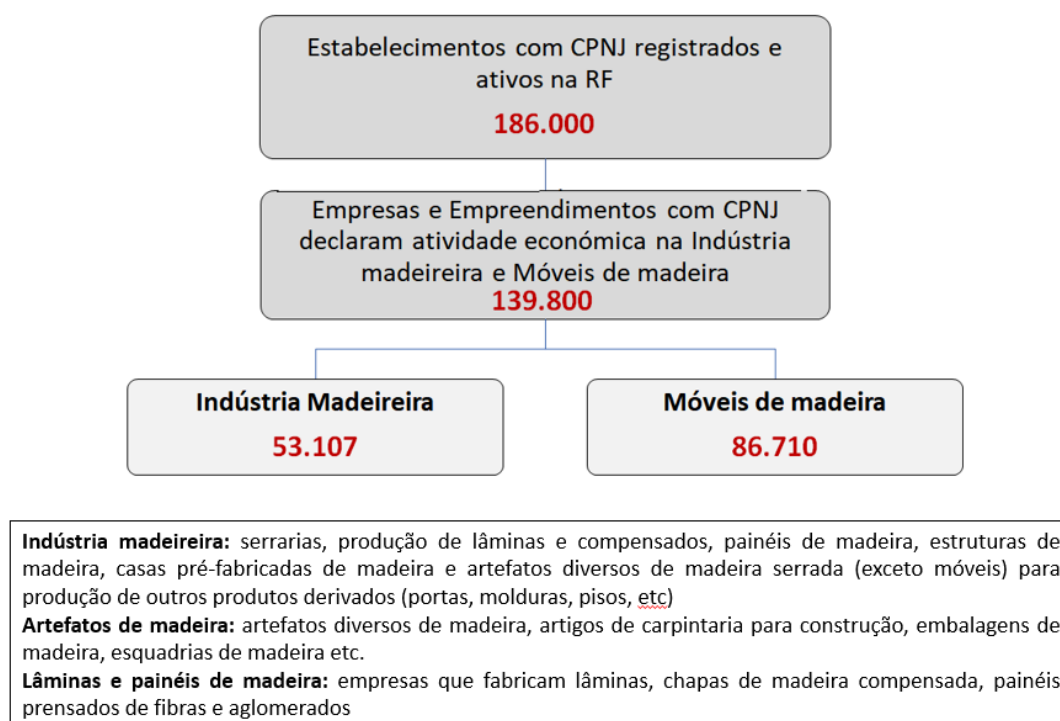 Estabelecimentos com CPNJ registrados e
ativos na RF
186.000
Empresas e Empreendimentos com CPNJ
declaram atividade económica na Indústria
madeireira e Móveis de madeira
139.800
Indústria Madeireira
53.107
Móveis de madeira
86.710
Indústria madeireira: serrarias, produção de lâminas e compensados, painéis de madeira, estruturas de
madeira, casas pré-fabricadas de madeira e artefatos diversos de madeira serrada (exceto móveis) para
produção de outros produtos derivados (portas, molduras, pisos, etc)
Artefatos de madeira: artefatos diversos de madeira, artigos de carpintaria para construção, embalagens de
madeira, esquadrias de madeira etc.
Lâminas e painéis de madeira: empresas que fabricam lâminas, chapas de madeira compensada, painéis
prensados de fibras e aglomerados